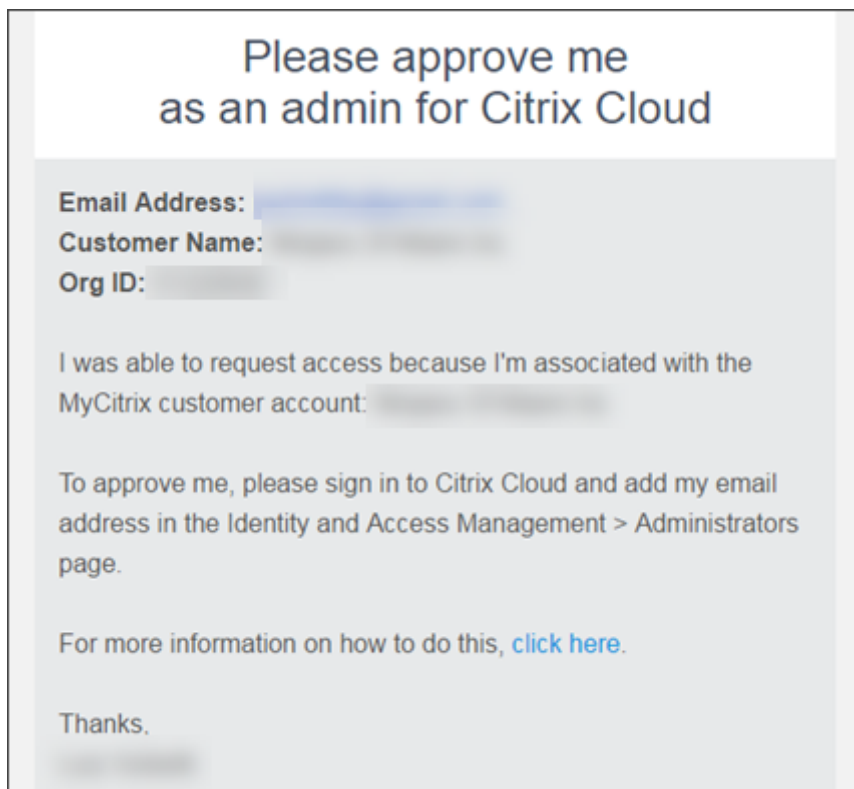 Please approve me
as an admin for Citrix Cloud
Email Address:
Customer Name:
Org ID:
I was able to request access because I'm associated with the
MyCitrix customer account:
To approve me, please sign in to Citrix Cloud and add my email
address in the Identity and Access Management > Administrators
page.
For more information on how to do this, click here.
Thanks,